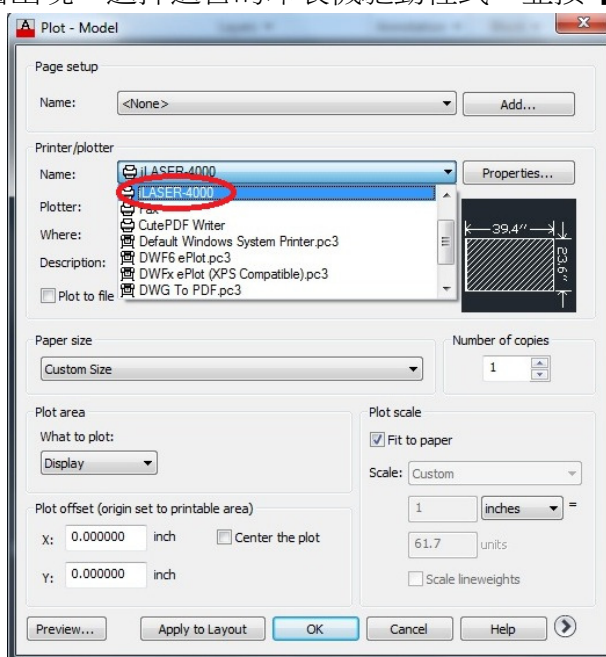 Plot - Model
Page setup
Name: <None> Add...
Printer/plotter
Name: iLASER-4000 Properties...
iLASER-4000
Plotter: Fax
CutePDF Writer
Where: Default Windows System Printer.pc3
DWF6 ePlot.pc3
Description: DWFx ePlot (XPS Compatible).pc3
Plot to file DWG To PDF.pc3
39.4''
23.6''
Paper size
Custom Size
Number of copies
1
Plot area
What to plot:
Display
Plot scale
Fit to paper
Scale: Custom
1 inches =
61.7 units
Scale lineweights
Plot offset (origin set to printable area)
X: 0.000000 inch Center the plot
Y: 0.000000 inch
Preview... Apply to Layout OK Cancel Help